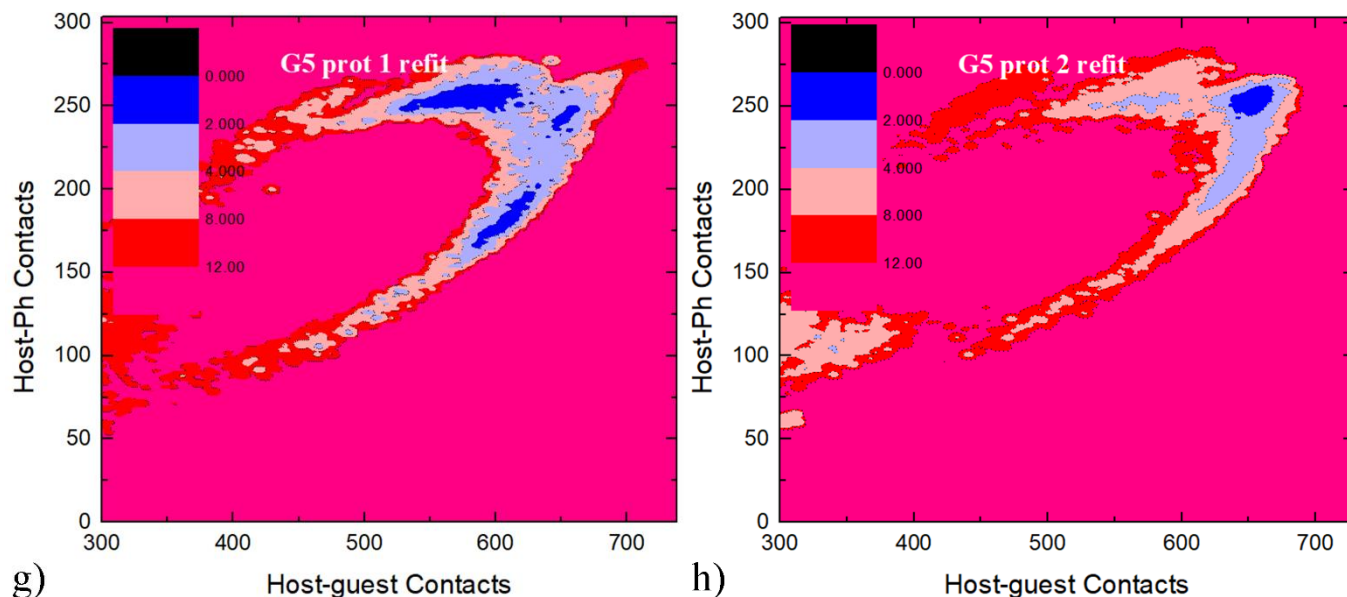 G5 prot 1 refit
0.000
2.000
4.000
8.000
12.00
300
250
200
150
100
50
0
300 400 500 600 700
Host-Ph Contacts
Host-guest Contacts
g)
G5 prot 2 refit
0.000
2.000
4.000
8.000
12.00
300
250
200
150
100
50
0
300 400 500 600 700
Host-Ph Contacts
Host-guest Contacts
h)